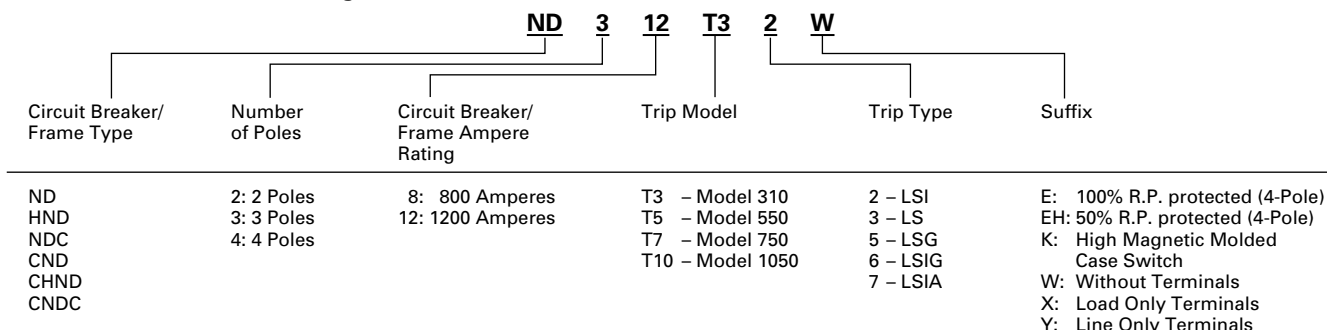 ND 3 12 T3 2 W
Circuit Breaker/ Number Circuit Breaker/ Trip Model Trip Type Suffix
Frame Type of Poles Frame Ampere
Rating
ND 2: 2 Poles 8: 800 Amperes T3 – Model 310 2 – LSI E: 100% R.P. protected (4-Pole)
HND 3: 3 Poles 12: 1200 Amperes T5 – Model 550 3 – LS EH: 50% R.P. protected (4-Pole)
NDC 4: 4 Poles T7 – Model 750 5 – LSG K: High Magnetic Molded
CND T10 – Model 1050 6 – LSIG Case Switch
CHND 7 – LSIA W: Without Terminals
CNDC X: Load Only Terminals
Y: Line Only Terminals